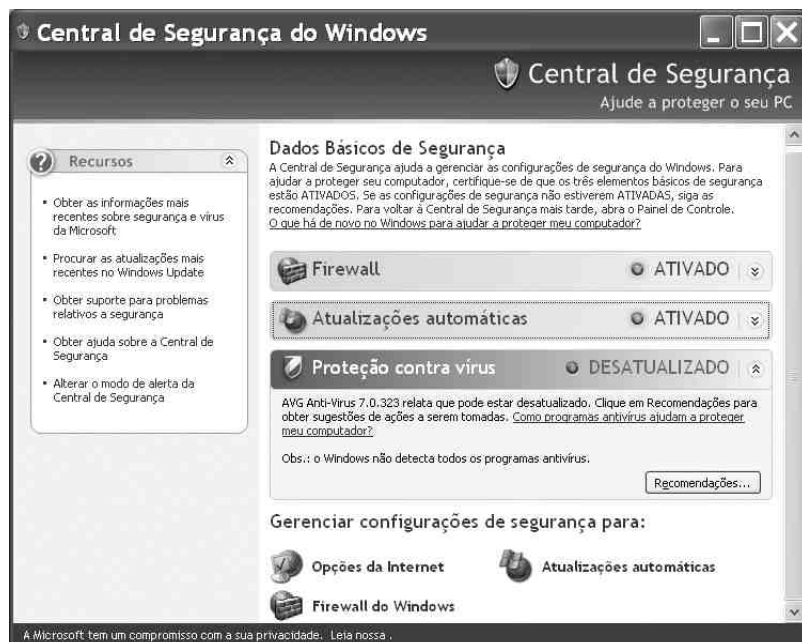 Central de Segurança do Windows
Central de Segurança
Ajude a proteger o seu PC
Recursos
• Obter as informações mais
recentes sobre segurança e vírus
da Microsoft
• Procurar as atualizações mais
recentes no Windows Update
• Obter suporte para problemas
relativos a segurança
• Obter ajuda sobre a Central de
Segurança
• Alterar o modo de alerta da
Central de Segurança
Dados Básicos de Segurança
A Central de Segurança ajuda a gerenciar as configurações de segurança do Windows. Para
ajudar a proteger seu computador, certifique-se de que os três elementos básicos de segurança
estão ATIVADOS. Se as configurações de segurança não estiverem ATIVADAS, siga as
recomendações. Para voltar à Central de Segurança mais tarde, abra o Painel de Controle.
O que há de novo no Windows para ajudar a proteger meu computador?
Firewall ATIVADO
Atualizações automáticas ATIVADO
Proteção contra vírus DESATUALIZADO
AVG Anti-Virus 7.0.323 relata que pode estar desatualizado. Clique em Recomendações para
obter sugestões de ações a serem tomadas. Como programas antivírus ajudam a proteger
meu computador?
Obs.: o Windows não detecta todos os programas antivírus.
Recomendações...
Gerenciar configurações de segurança para:
Opções da Internet Atualizações automáticas
Firewall do Windows
A Microsoft tem um compromisso com a sua privacidade. Leia nossa .